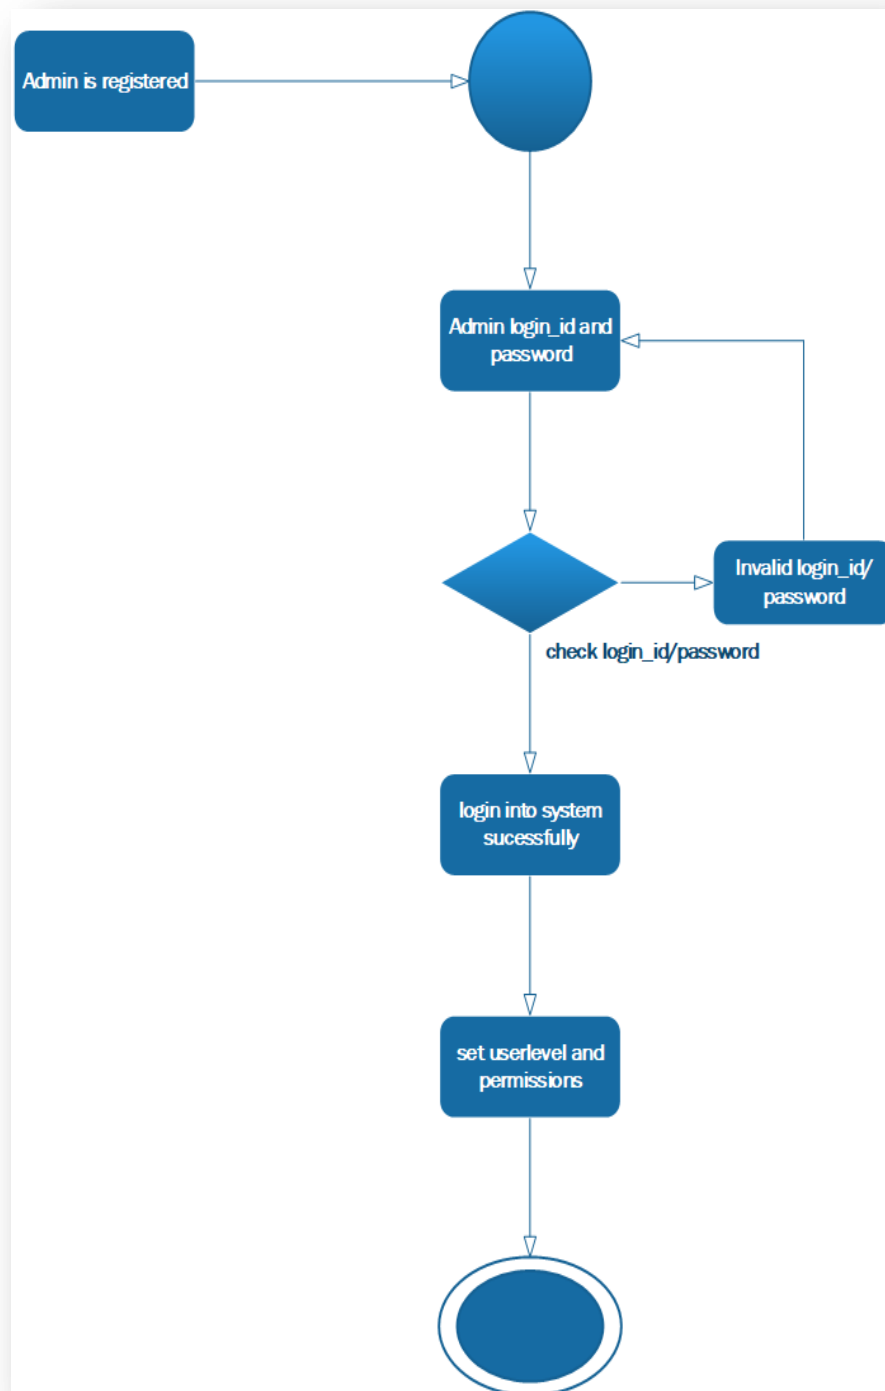 Admin is registered
Admin login_id and
password
Invalid login_id/
password
check login_id/password
login into system
sucessfully
set userlevel and
permissions